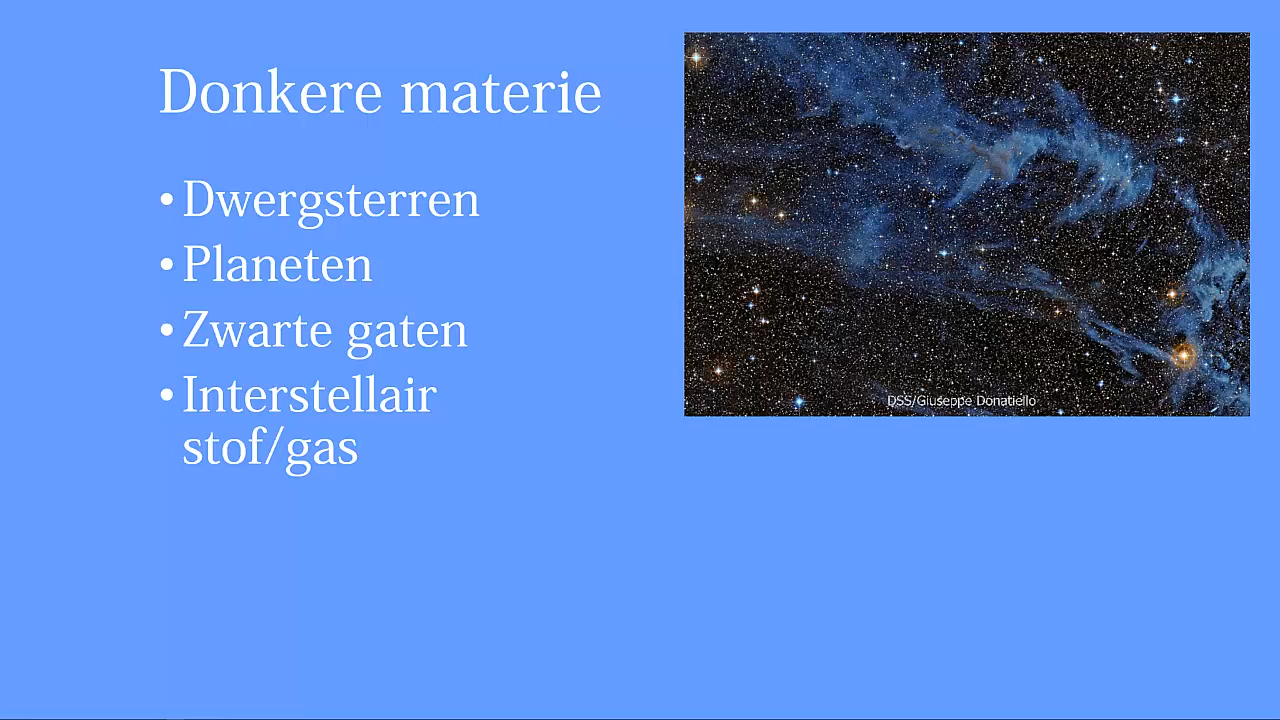 Donkere materie
• Dwergsterren
• Planeten
• Zwarte gaten
• Interstellair
stof/gas
DSS/Giuseppe Donatiello